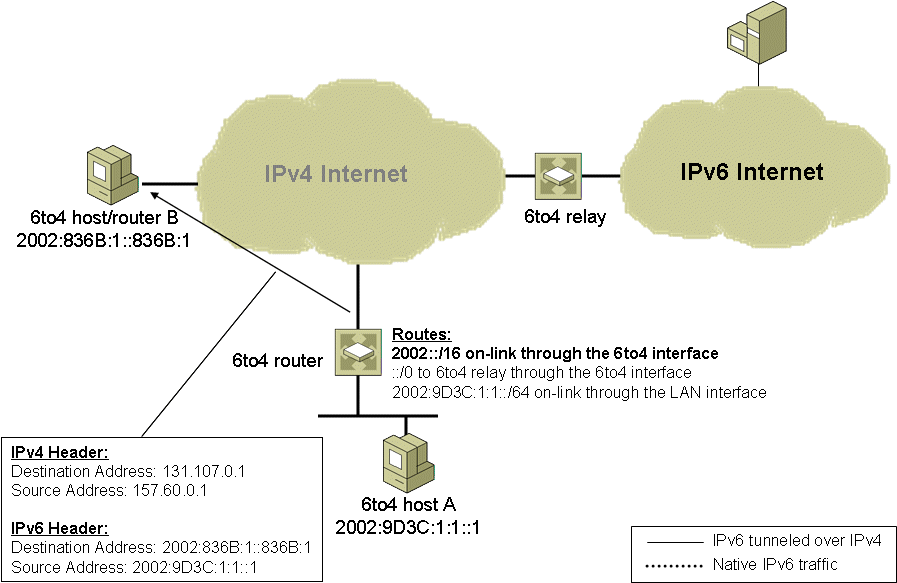 IPv4 Internet
IPv6 Internet
6to4 host/router B
2002:836B:1::836B:1
6to4 relay
6to4 router
Routes:
2002::/16 on-link through the 6to4 interface
::/0 to 6to4 relay through the 6to4 interface
2002:9D3C:1:1::/64 on-link through the LAN interface
IPv4 Header:
Destination Address: 131.107.0.1
Source Address: 157.60.0.1
IPv6 Header:
Destination Address: 2002:836B:1::836B:1
Source Address: 2002:9D3C:1:1::1
6to4 host A
2002:9D3C:1:1::1
IPv6 tunneled over IPv4
Native IPv6 traffic